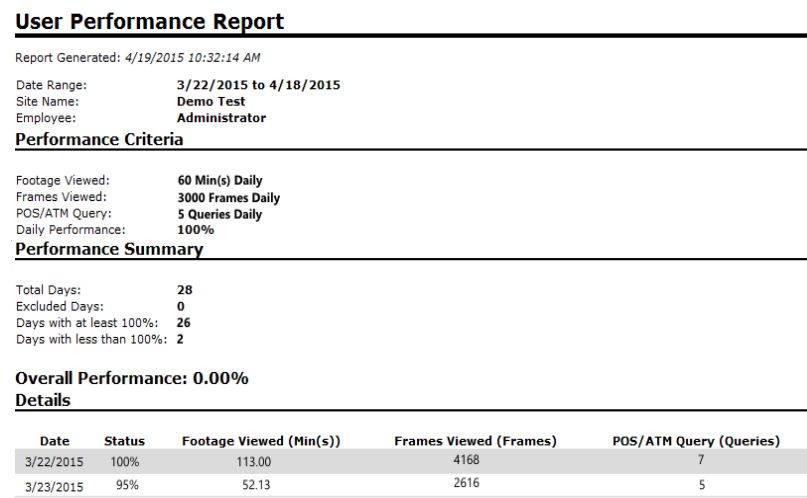 User Performance Report
Report Generated: 4/19/2015 10:32:14 AM
Date Range: 3/22/2015 to 4/18/2015
Site Name: Demo Test
Employee: Administrator
Performance Criteria
Footage Viewed: 60 Min(s) Daily
Frames Viewed: 3000 Frames Daily
POS/ATM Query: 5 Queries Daily
Daily Performance: 100%
Performance Summary
Total Days: 28
Excluded Days: 0
Days with at least 100%: 26
Days with less than 100%: 2
Overall Performance: 0.00%
Details
Date Status Footage Viewed (Min(s)) Frames Viewed (Frames) POS/ATM Query (Queries)
3/22/2015 100% 113.00 4168 7
3/23/2015 95% 52.13 2616 5